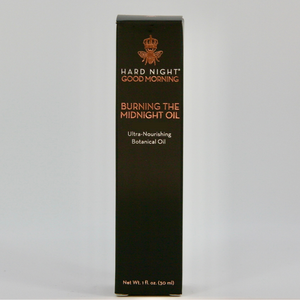 HARD NIGHT®
GOOD MORNING
BURNING THE
MIDNIGHT OIL
Ultra-Nourishing
Botanical Oil
Net Wt. 1 fl. oz. (30 ml)